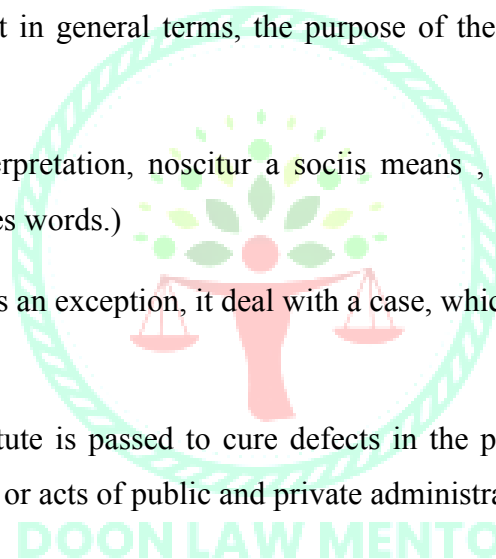 t in general terms, the purpose of the
erpretation, noscitur a sociis means , 
es words.)
s an exception, it deal with a case, whic
tute is passed to cure defects in the p
or acts of public and private administra
DOON LAW MENTO